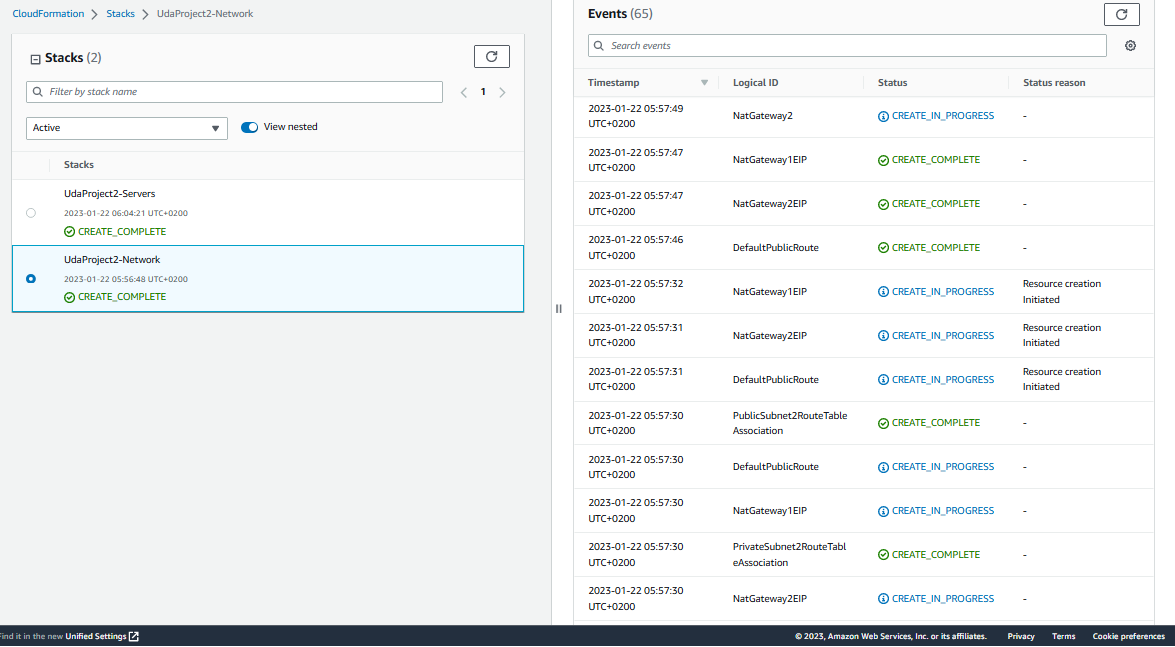 CloudFormation > Stacks > UdaProject2-Network
Stacks (2)
Filter by stack name
1
Active
View nested
Stacks
UdaProject2-Servers
2023-01-22 06:04:21 UTC+0200
CREATE_COMPLETE
UdaProject2-Network
2023-01-22 05:56:48 UTC+0200
CREATE_COMPLETE
Events (65)
Search events
Timestamp Logical ID Status Status reason
2023-01-22 05:57:49
UTC+0200
NatGateway2 CREATE_IN_PROGRESS -
2023-01-22 05:57:47
UTC+0200
NatGateway1EIP CREATE_COMPLETE -
2023-01-22 05:57:47
UTC+0200
NatGateway2EIP CREATE_COMPLETE -
2023-01-22 05:57:46
UTC+0200
DefaultPublicRoute CREATE_COMPLETE -
2023-01-22 05:57:32
UTC+0200
NatGateway1EIP CREATE_IN_PROGRESS
Resource creation
Initiated
2023-01-22 05:57:31
UTC+0200
NatGateway2EIP CREATE_IN_PROGRESS
Resource creation
Initiated
2023-01-22 05:57:31
UTC+0200
DefaultPublicRoute CREATE_IN_PROGRESS
Resource creation
Initiated
2023-01-22 05:57:30
UTC+0200
PublicSubnet2RouteTable
Association
CREATE_COMPLETE -
2023-01-22 05:57:30
UTC+0200
DefaultPublicRoute CREATE_IN_PROGRESS -
2023-01-22 05:57:30
UTC+0200
NatGateway1EIP CREATE_IN_PROGRESS -
2023-01-22 05:57:30
UTC+0200
PrivateSubnet2RouteTabl
eAssociation
CREATE_COMPLETE -
2023-01-22 05:57:30
UTC+0200
NatGateway2EIP CREATE_IN_PROGRESS -
ind it in the new Unified Settings
© 2023, Amazon Web Services, Inc. or its affiliates. Privacy Terms Cookie preferences